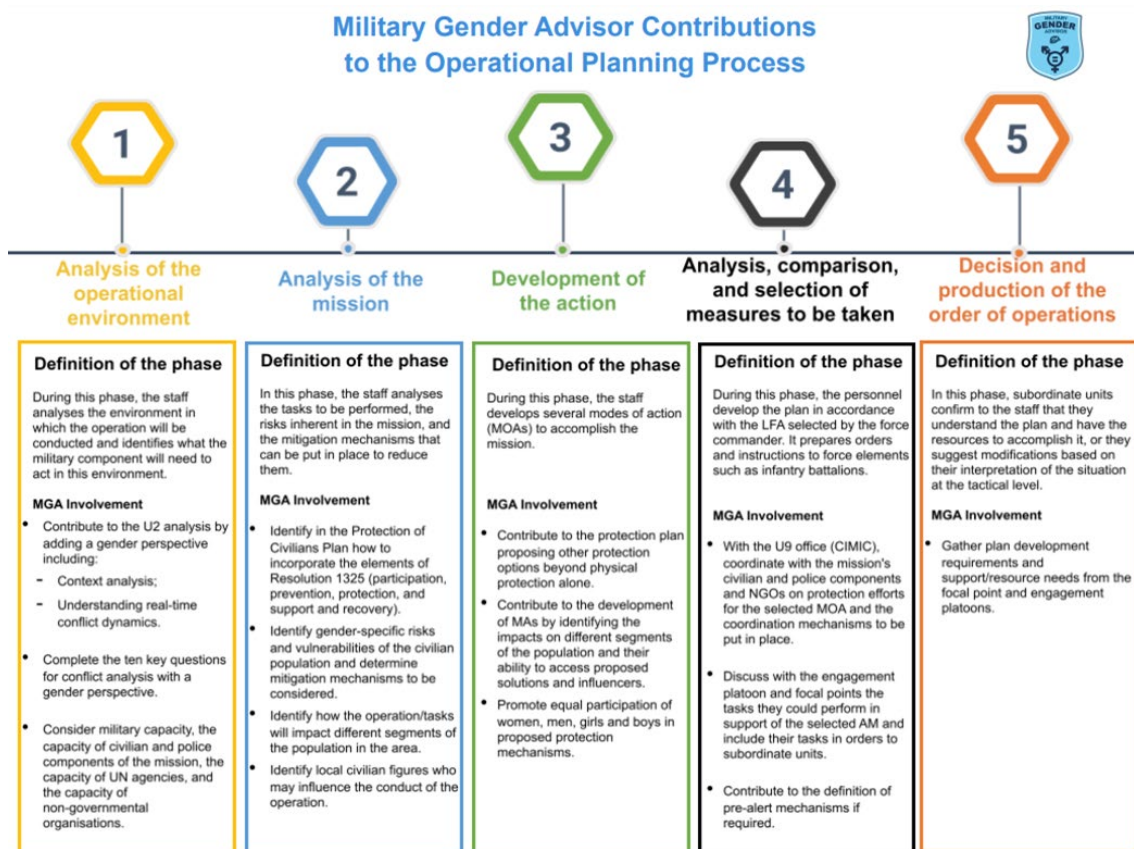 Military Gender Advisor Contributions
to the Operational Planning Process
MILITARY
GENDER
ADVISOR
1
2
3
4
5
Analysis of the
operational
environment
Analysis of the
mission
Development of
the action
Analysis, comparison,
and selection of
measures to be taken
Decision and
production of the
order of operations
Definition of the phase
During this phase, the staff
analyses the environment in
which the operation will be
conducted and identifies what the
military component will need to
act in this environment.
MGA Involvement
• Contribute to the U2 analysis by
adding a gender perspective
including:
- Context analysis;
- Understanding real-time
conflict dynamics.
• Complete the ten key questions
for conflict analysis with a
gender perspective.
• Consider military capacity, the
capacity of civilian and police
components of the mission, the
capacity of UN agencies, and
the capacity of
non-governmental
organisations.
Definition of the phase
In this phase, the staff analyses
the tasks to be performed, the
risks inherent in the mission, and
the mitigation mechanisms that
can be put in place to reduce
them.
MGA Involvement
• Identify in the Protection of
Civilians Plan how to
incorporate the elements of
Resolution 1325 (participation,
prevention, protection, and
support and recovery).
• Identify gender-specific risks
and vulnerabilities of the civilian
population and determine
mitigation mechanisms to be
considered.
• Identify how the operation/tasks
will impact different segments of
the population in the area.
• Identify local civilian figures who
may influence the conduct of the
operation.
Definition of the phase
During this phase, the staff
develops several modes of action
(MOAs) to accomplish the
mission.
MGA Involvement
• Contribute to the protection plan
proposing other protection
options beyond physical
protection alone.
• Contribute to the development
of MAs by identifying the
impacts on different segments
of the population and their
ability to access proposed
solutions and influencers.
• Promote equal participation of
women, men, girls and boys in
proposed protection
mechanisms.
Definition of the phase
During this phase, the personnel
develop the plan in accordance
with the LFA selected by the force
commander. It prepares orders
and instructions to force elements
such as infantry battalions.
MGA Involvement
• With the U9 office (CIMIC),
coordinate with the mission's
civilian and police components
and NGOs on protection efforts
for the selected MOA and the
coordination mechanisms to be
put in place.
• Discuss with the engagement
platoon and focal points the
tasks they could perform in
support of the selected AM and
include their tasks in orders to
subordinate units.
• Contribute to the definition of
pre-alert mechanisms if
required.
Definition of the phase
In this phase, subordinate units
confirm to the staff that they
understand the plan and have the
resources to accomplish it, or they
suggest modifications based on
their interpretation of the situation
at the tactical level.
MGA Involvement
• Gather plan development
requirements and
support/resource needs from the
focal point and engagement
platoons.